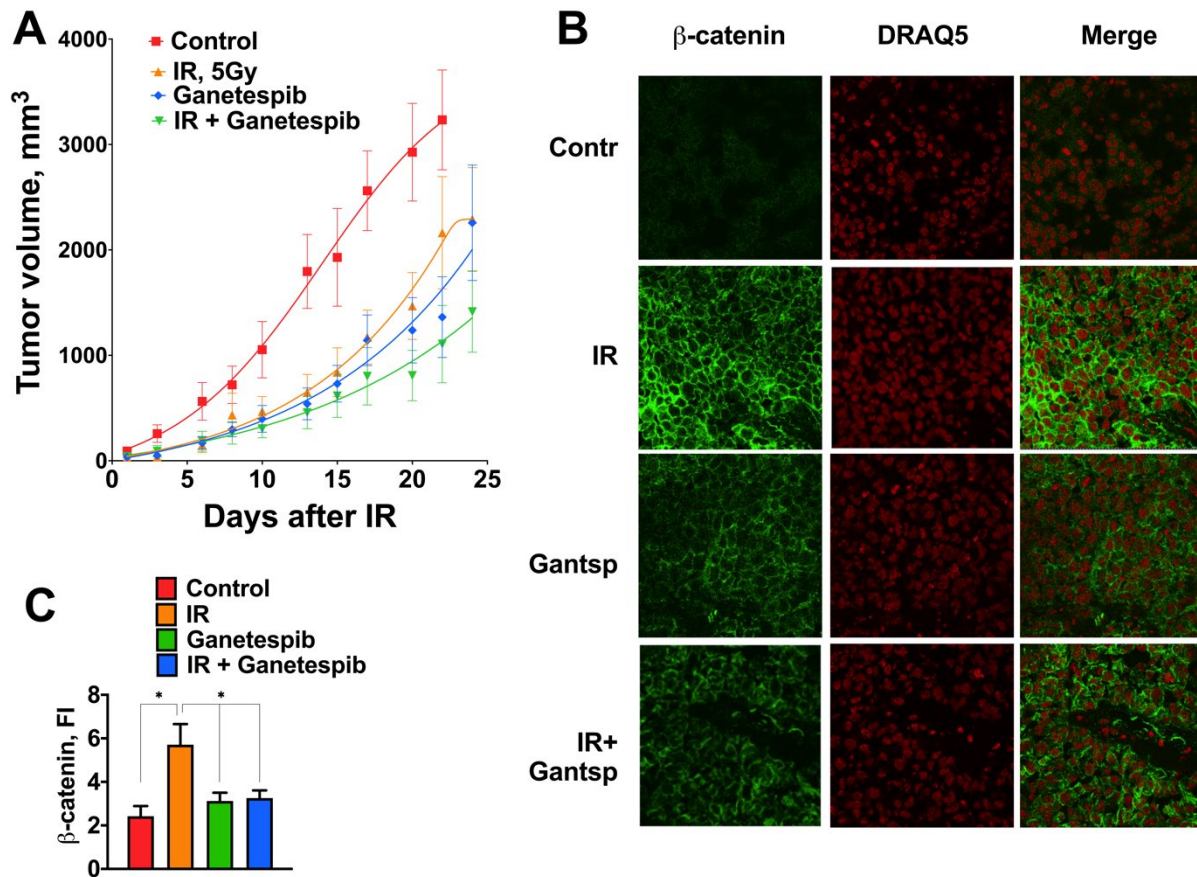 A
Tumor volume, mm3
4000
3000
2000
1000
0
Control
IR, 5Gy
Ganetespib
IR + Ganetespib
0 5 10 15 20 25
Days after IR
B
β-catenin DRAQ5 Merge
Contr
IR
Gantsp
IR+
Gantsp
C
Control
IR
Ganetespib
IR + Ganetespib
β-catenin, FI
8
6
4
2
0
* *